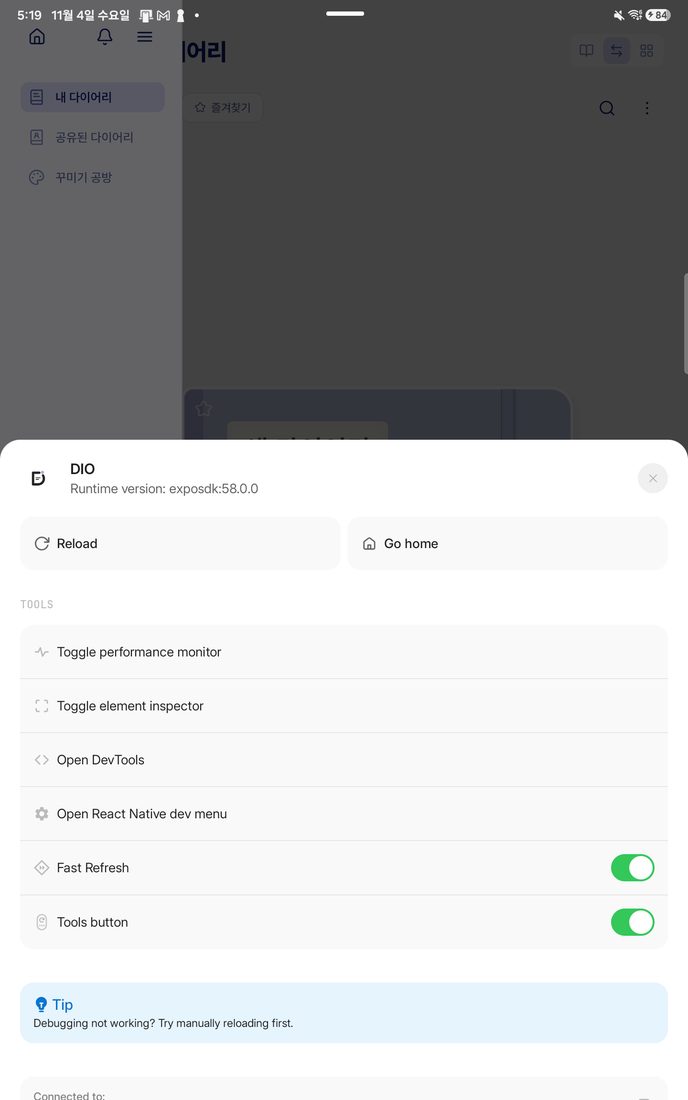 5:19 11월 4일 수요일
84
어리
내 다이어리
즐겨찾기
공유된 다이어리
꾸미기 공방
DIO
Runtime version: exposdk:58.0.0
Reload
Go home
TOOLS
Toggle performance monitor
Toggle element inspector
Open DevTools
Open React Native dev menu
Fast Refresh
Tools button
Tip
Debugging not working? Try manually reloading first.
Connected to: